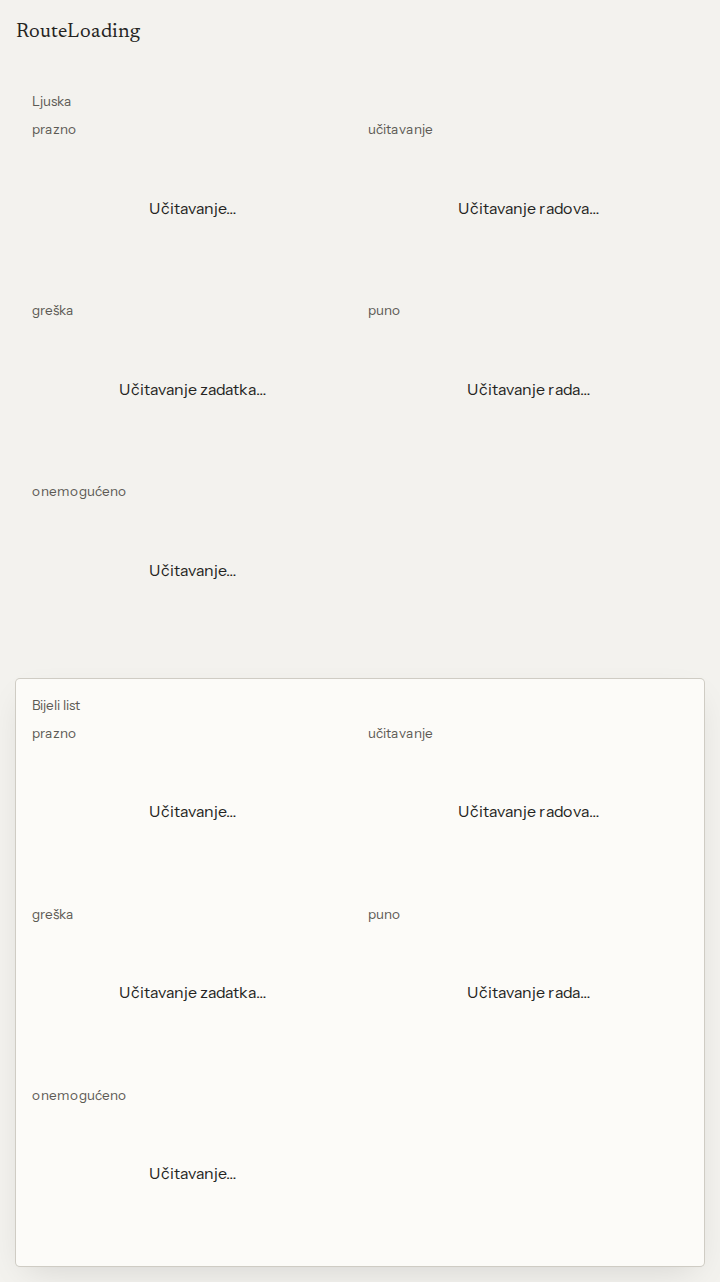 RouteLoading
Ljuska
prazno
učitavanje
Učitavanje...
Učitavanje radova...
greška
puno
Učitavanje zadatka...
Učitavanje rada...
onemogućeno
Učitavanje...
Bijeli list
prazno
učitavanje
Učitavanje...
Učitavanje radova...
greška
puno
Učitavanje zadatka...
Učitavanje rada...
onemogućeno
Učitavanje...